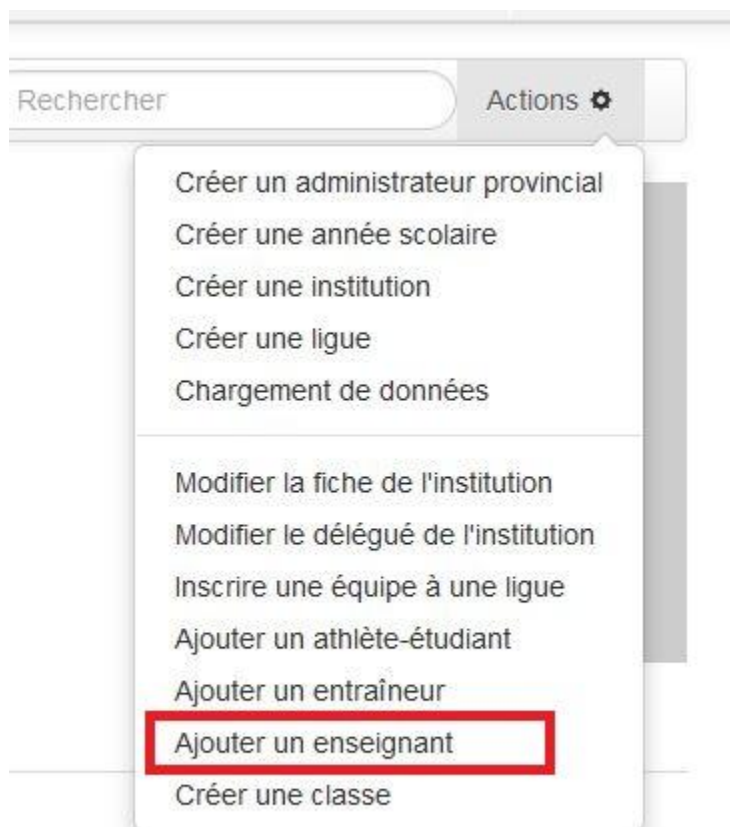 Rechercher
Actions
Créer un administrateur provincial
Créer une année scolaire
Créer une institution
Créer une ligue
Chargement de données
Modifier la fiche de l'institution
Modifier le délégué de l'institution
Inscrire une équipe à une ligue
Ajouter un athlète-étudiant
Ajouter un entraîneur
Ajouter un enseignant
Créer une classe